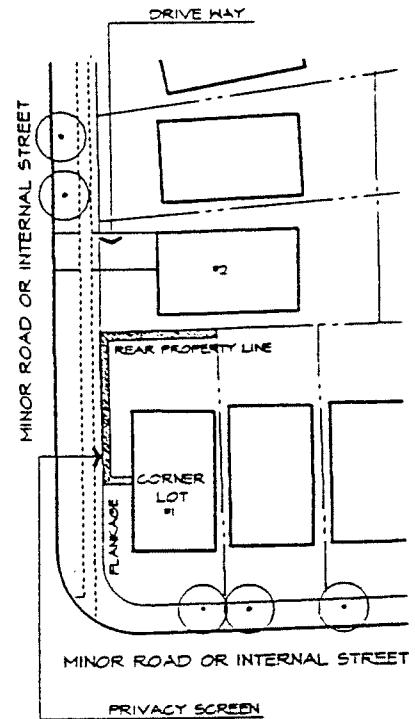 DRIVE WAY
MINOR ROAD OR INTERNAL STREET
#2
REAR PROPERTY LINE
CORNER
LOT
#1
FLANKAGE
MINOR ROAD OR INTERNAL STREET
PRIVACY SCREEN